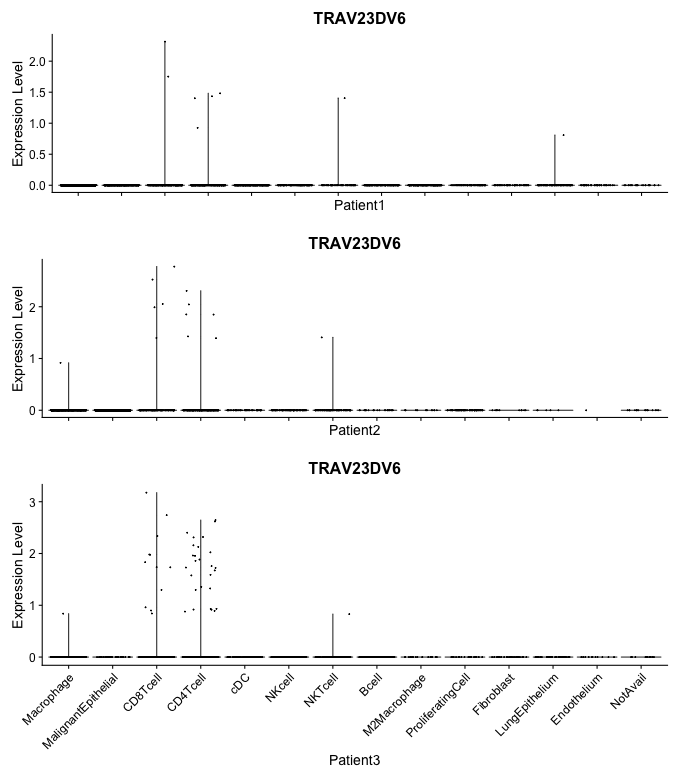 TRAV23DV6
Expression Level
2.0
1.5
1.0
0.5
0.0
Patient1
TRAV23DV6
Expression Level
2
1
0
Patient2
TRAV23DV6
Expression Level
3
2
1
0
Macrophage
MalignantEpithelial
CD8Tcell
CD4Tcell
cDC
NKcell
NKTcell
Bcell
M2Macrophage
ProliferatingCell
Fibroblast
LungEpithelium
Endothelium
NotAvail
Patient3